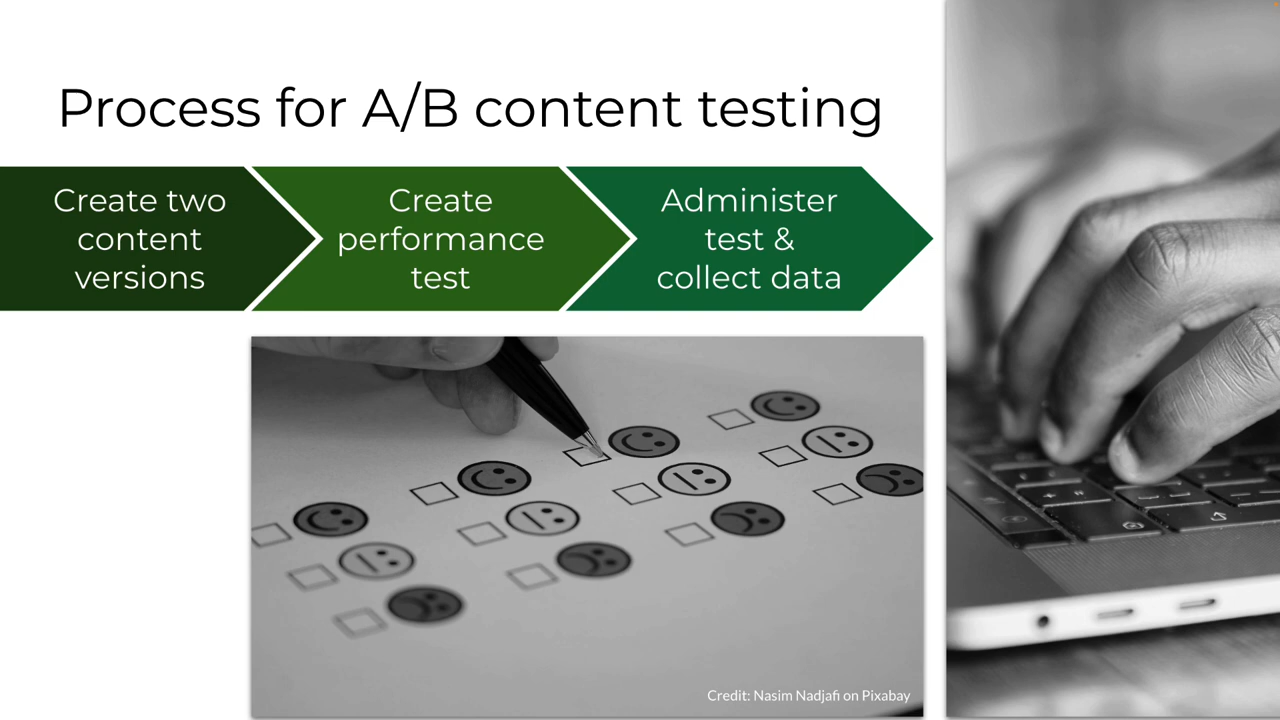 Process for A/B content testing
Create two
content
versions
Create
performance
test
Administer
test &
collect data
Credit: Nasim Nadjafi on Pixabay